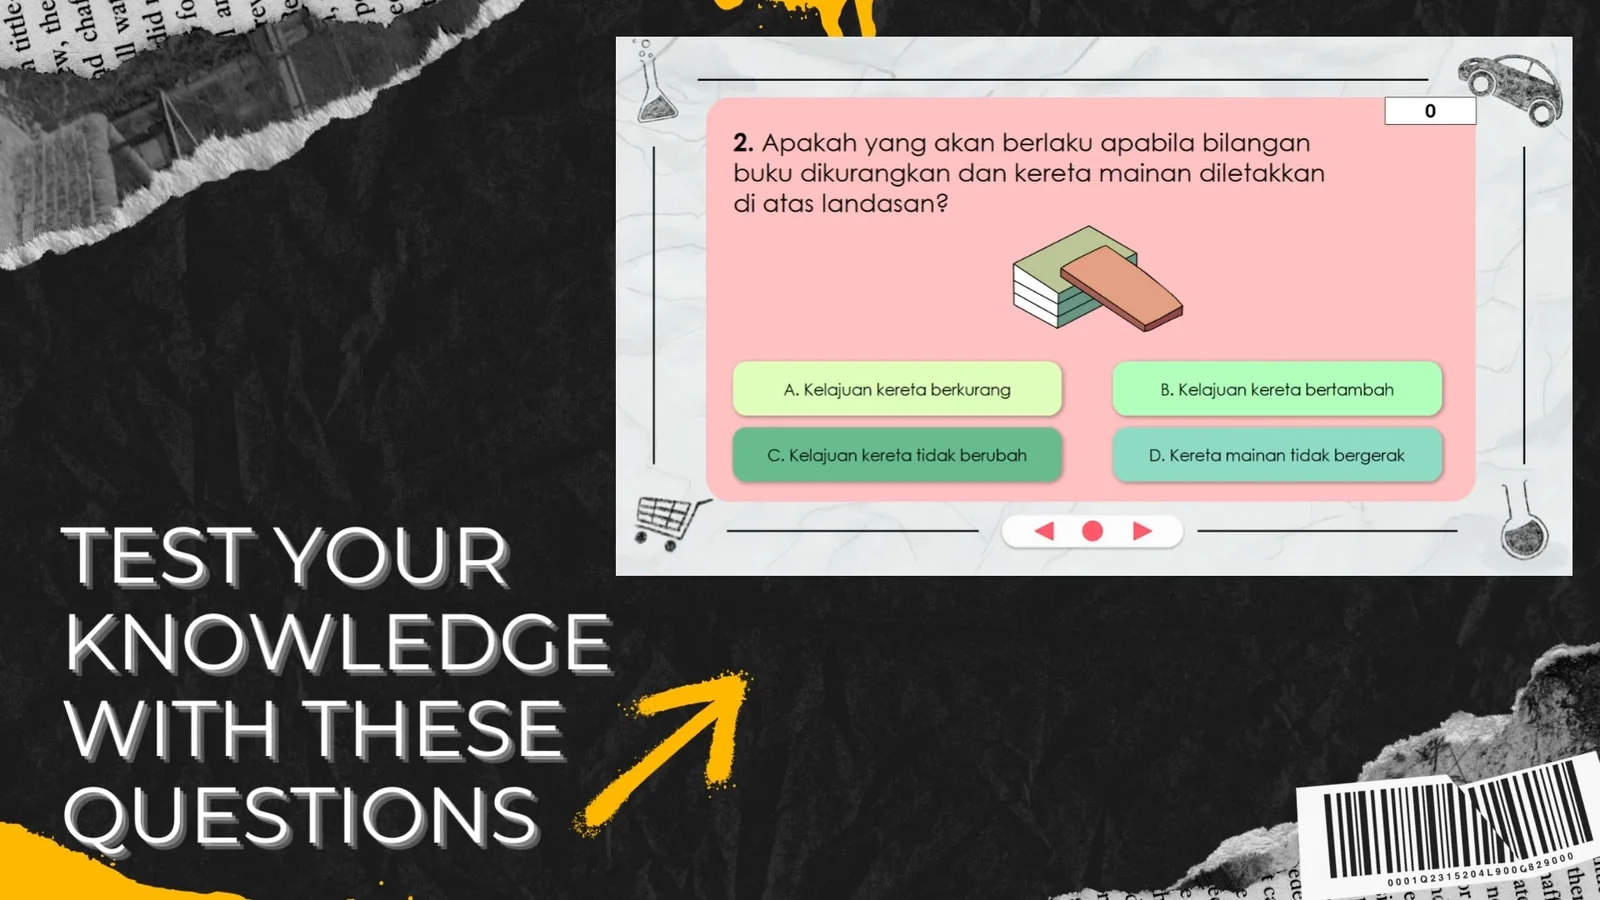 0
2. Apakah yang akan berlaku apabila bilangan
buku dikurangkan dan kereta mainan diletakkan
di atas landasan?
A. Kelajuan kereta berkurang
B. Kelajuan kereta bertambah
C. Kelajuan kereta tidak berubah
D. Kereta mainan tidak bergerak
TEST YOUR
KNOWLEDGE
WITH THESE
QUESTIONS